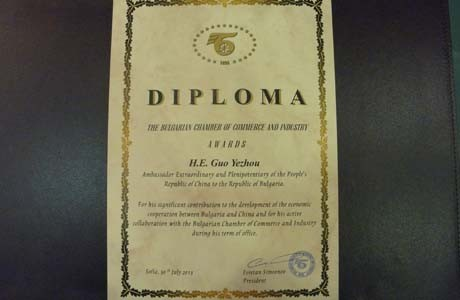 1895
DIPLOMA
THE BULGARIAN CHAMBER OF COMMERCE AND INDUSTRY
AWARDS
H.E. Guo Yezhou
Ambassador Extraordinary and Plenipotentiary of the People's
Republic of China to the Republic of Bulgaria.
For his significant contribution to the development of the economic
cooperation between Bulgaria and China and for his active
collaboration with the Bulgarian Chamber of Commerce and Industry
during his term of office.
Sofia, 30th July 2013
Tsvetan Simeonov
President